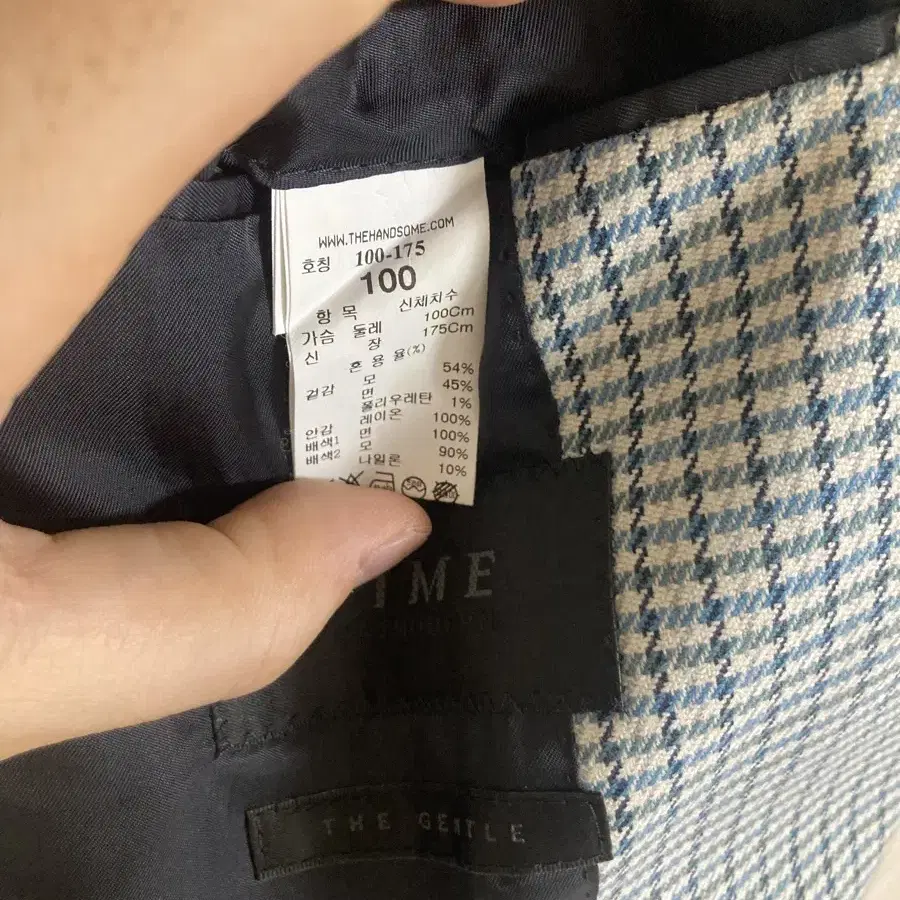 WWW.THEHANDSOME.COM
호칭 100-175
100
항 목 신체치수
가슴 둘레 100Cm
신 장 175Cm
혼 용 율(%)
겉감 모 54%
면 45%
폴리우레탄 1%
안감 레이온 100%
배색1 면 100%
배색2 모 90%
나일론 10%
IME
THE GENTLE